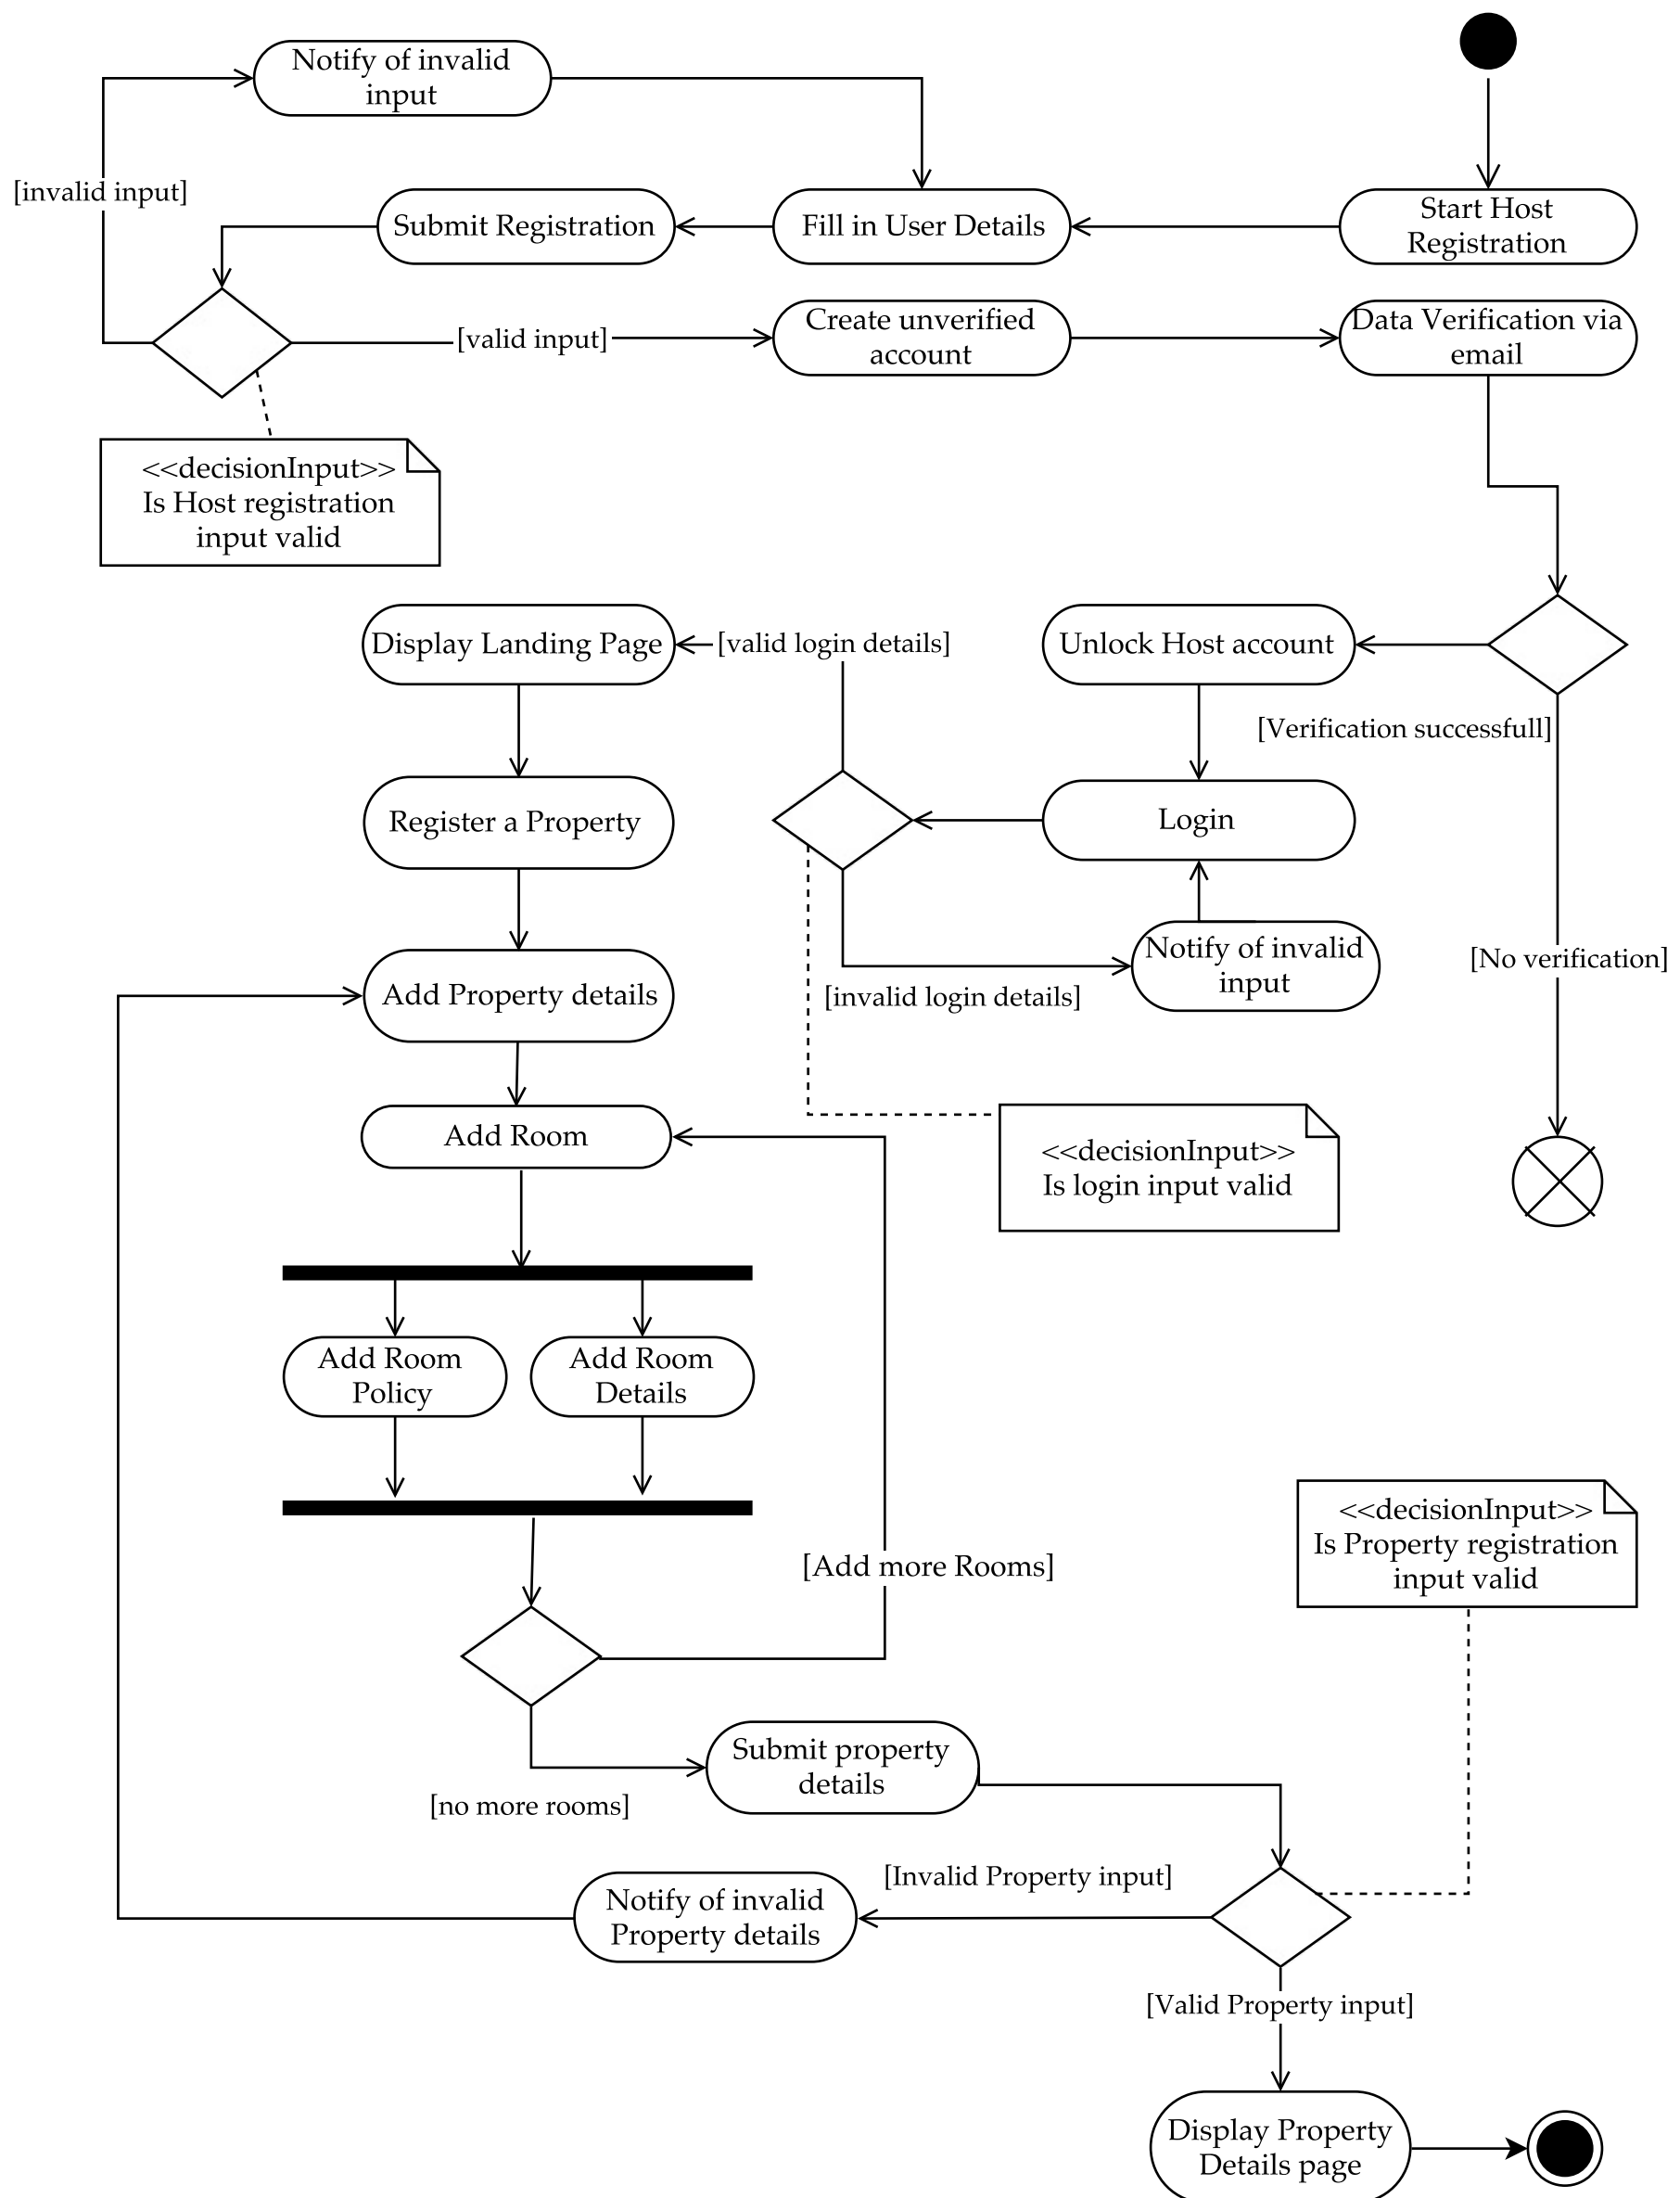 Notify of invalid
input
[invalid input]
Submit Registration
Fill in User Details
Start Host
Registration
[valid input]
Create unverified
account
Data Verification via
email
<<decisionInput>>
Is Host registration
input valid
Display Landing Page
[valid login details]
Unlock Host account
[Verification successfull]
Register a Property
Login
Notify of invalid
input
[No verification]
Add Property details
[invalid login details]
Add Room
<<decisionInput>>
Is login input valid
Add Room
Policy
Add Room
Details
[Add more Rooms]
<<decisionInput>>
Is Property registration
input valid
Submit property
details
[no more rooms]
[Invalid Property input]
Notify of invalid
Property details
[Valid Property input]
Display Property
Details page